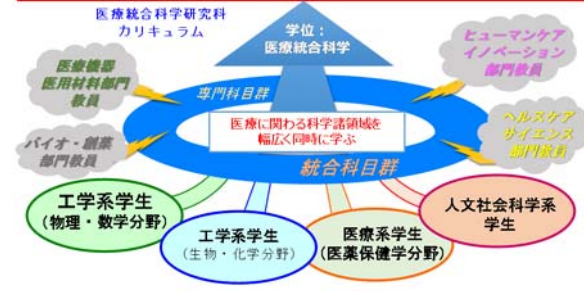 医療統合科学研究科
カリキュラム
学位：
医療統合科学
医療機器
医用材料部門
教員
ヒューマンケア
イノベーション
部門教員
専門科目群
バイオ・創薬
部門教員
医療に関わる科学諸領域を
幅広く同時に学ぶ
ヘルスケア
サイエンス
部門教員
統合科目群
工学系学生
（物理・数学分野）
工学系学生
（生物・化学分野）
医療系学生
（医薬保健学分野）
人文社会科学系
学生